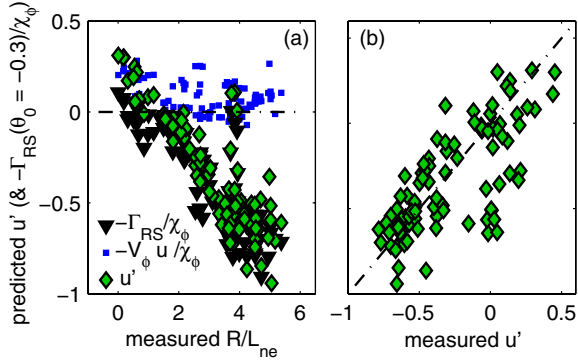 predicted u' (& −Γ_RS(θ_0 = −0.3)/χ_ϕ)
0.5
0
−0.5
−1
(a)
−Γ_RS/χ_ϕ
−V_ϕ u /χ_ϕ
u'
0 2 4 6
measured R/L_ne
(b)
−1 −0.5 0 0.5
measured u'